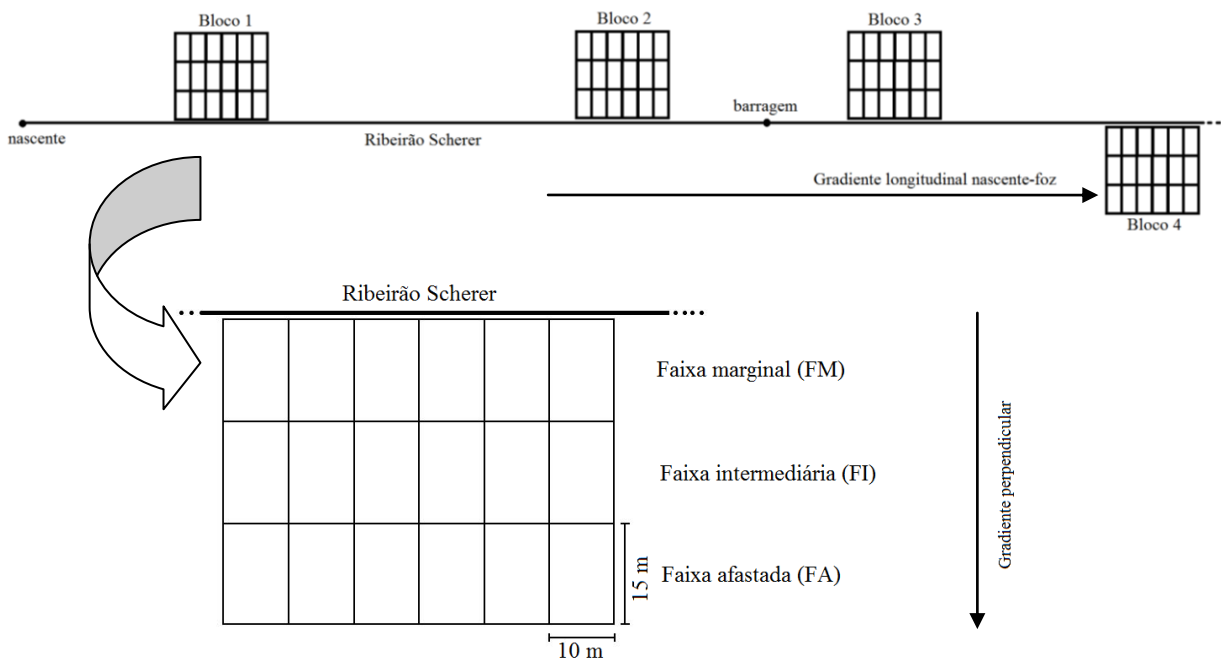 Bloco 1
Bloco 2
Bloco 3
barragem
nascente
Ribeirão Scherer
Gradiente longitudinal nascente-foz
Bloco 4
Ribeirão Scherer
Faixa marginal (FM)
Faixa intermediária (FI)
Faixa afastada (FA)
15 m
10 m
Gradiente perpendicular